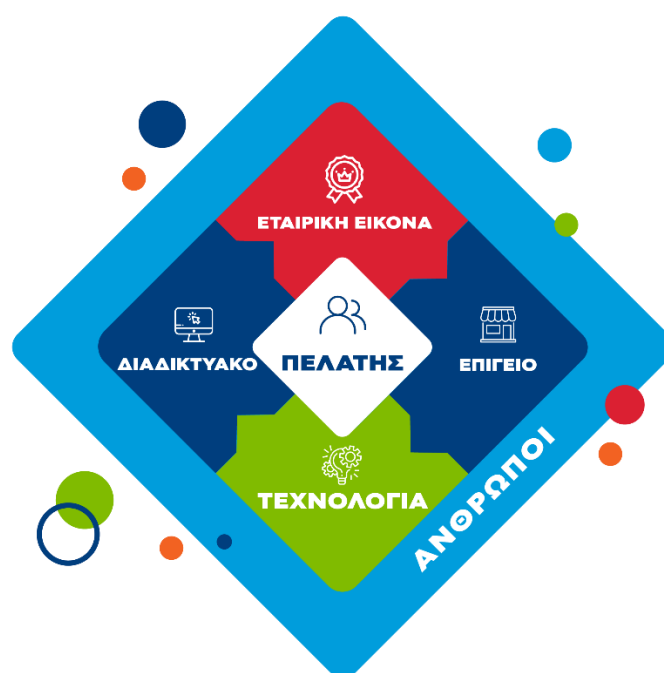 ΕΤΑΙΡΙΚΗ ΕΙΚΟΝΑ
ΔΙΑΔΙΚΤΥΑΚΟ
ΠΕΛΑΤΗΣ
ΕΠΙΓΕΙΟ
ΤΕΧΝΟΛΟΓΙΑ
ΑΝΘΡΩΠΟΙ